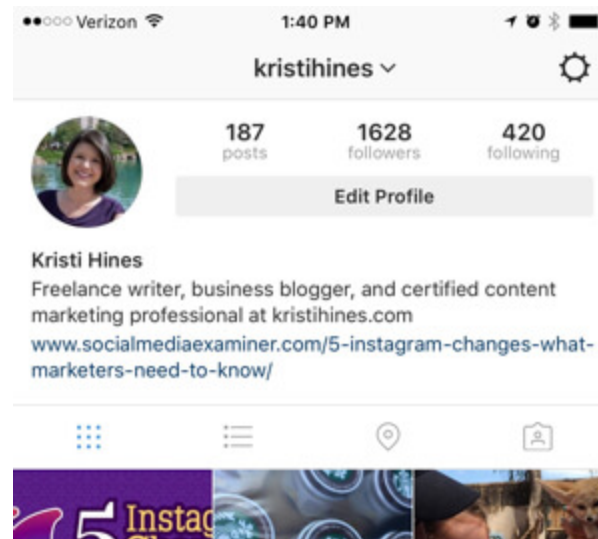 Verizon 1:40 PM
kristihines
187 1628 420
posts followers following
Edit Profile
Kristi Hines
Freelance writer, business blogger, and certified content
marketing professional at kristihines.com
www.socialmediaexaminer.com/5-instagram-changes-what-
marketers-need-to-know/
5 Instag